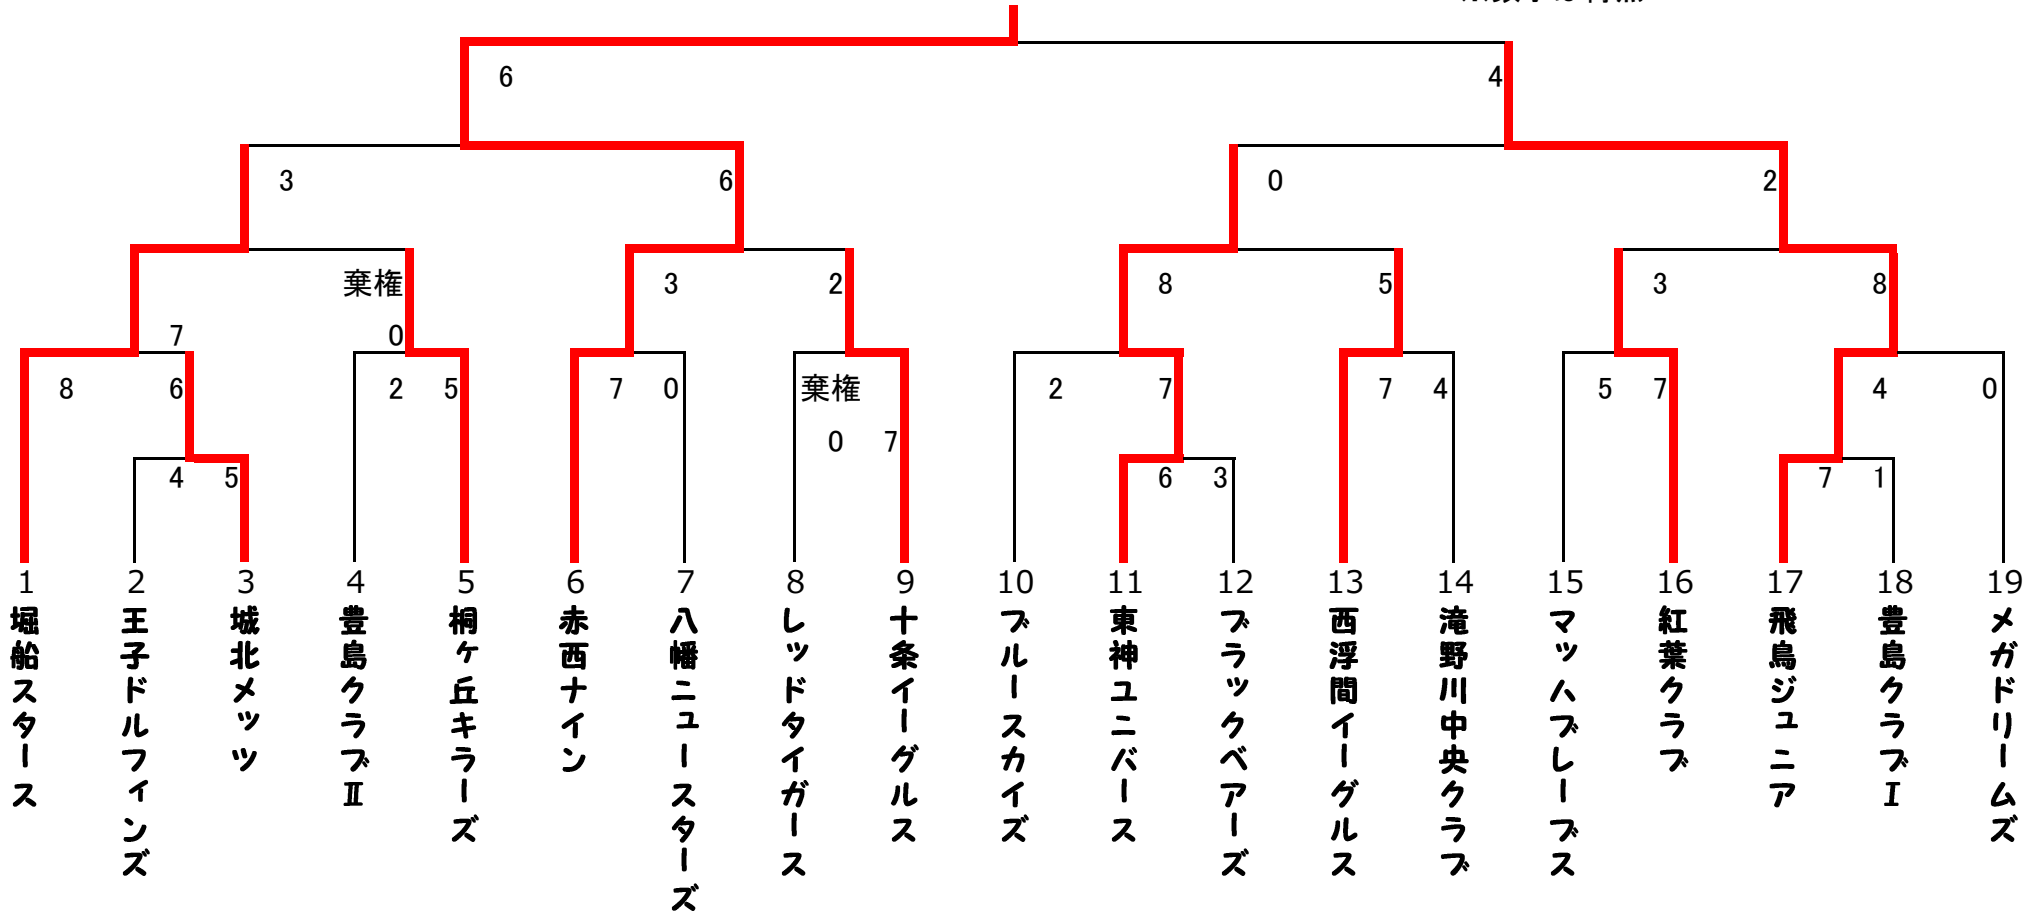 6 4
3 6 0 2
棄権 3 2 8 5 3 8
7 0
8 6 2 5 7 0 棄権 2 7 7 4 5 7 4 0
0 7
4 5 6 3 7 1
1 2 3 4 5 6 7 8 9 10 11 12 13 14 15 16 17 18 19
堀船スターズ
王子ドルフィンズ
城北メッツ
豊島クラブⅡ
桐ヶ丘キラーズ
赤西ナイン
八幡ニュースターズ
レッドタイガース
十条イーグルス
ブルースカイズ
東神ユニバース
ブラックベアーズ
西浮間イーグルス
滝野川中央クラブ
マッハブレーブス
紅葉クラブ
飛鳥ジュニア
豊島クラブⅠ
メガドリームズ